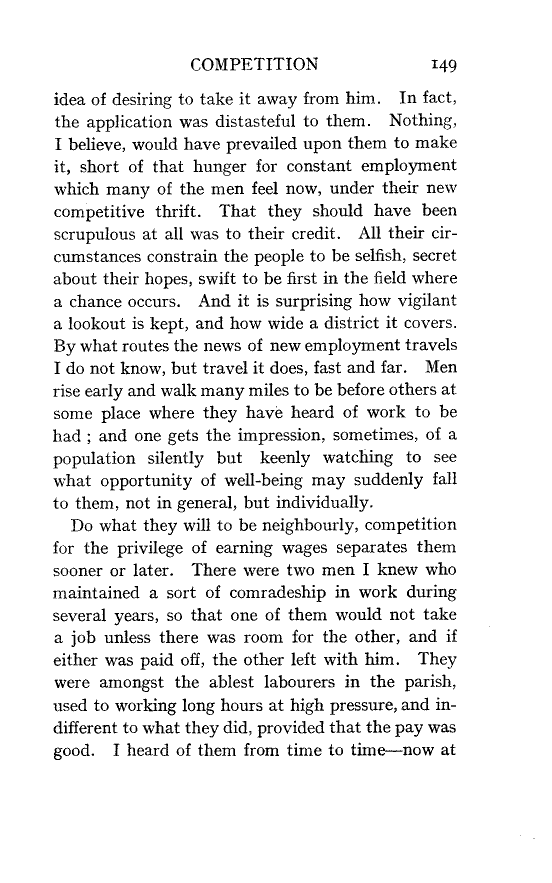 COMPETITION 149
idea of desiring to take it away from him. In fact,
the application was distasteful to them. Nothing,
I believe, would have prevailed upon them to make
it, short of that hunger for constant employment
which many of the men feel now, under their new
competitive thrift. That they should have been
scrupulous at all was to their credit. All their cir-
cumstances constrain the people to be selfish, secret
about their hopes, swift to be first in the field where
a chance occurs. And it is surprising how vigilant
a lookout is kept, and how wide a district it covers.
By what routes the news of new employment travels
I do not know, but travel it does, fast and far. Men
rise early and walk many miles to be before others at
some place where they have heard of work to be
had ; and one gets the impression, sometimes, of a
population silently but keenly watching to see
what opportunity of well-being may suddenly fall
to them, not in general, but individually.
Do what they will to be neighbourly, competition
for the privilege of earning wages separates them
sooner or later. There were two men I knew who
maintained a sort of comradeship in work during
several years, so that one of them would not take
a job unless there was room for the other, and if
either was paid off, the other left with him. They
were amongst the ablest labourers in the parish,
used to working long hours at high pressure, and in-
different to what they did, provided that the pay was
good. I heard of them from time to time—now at